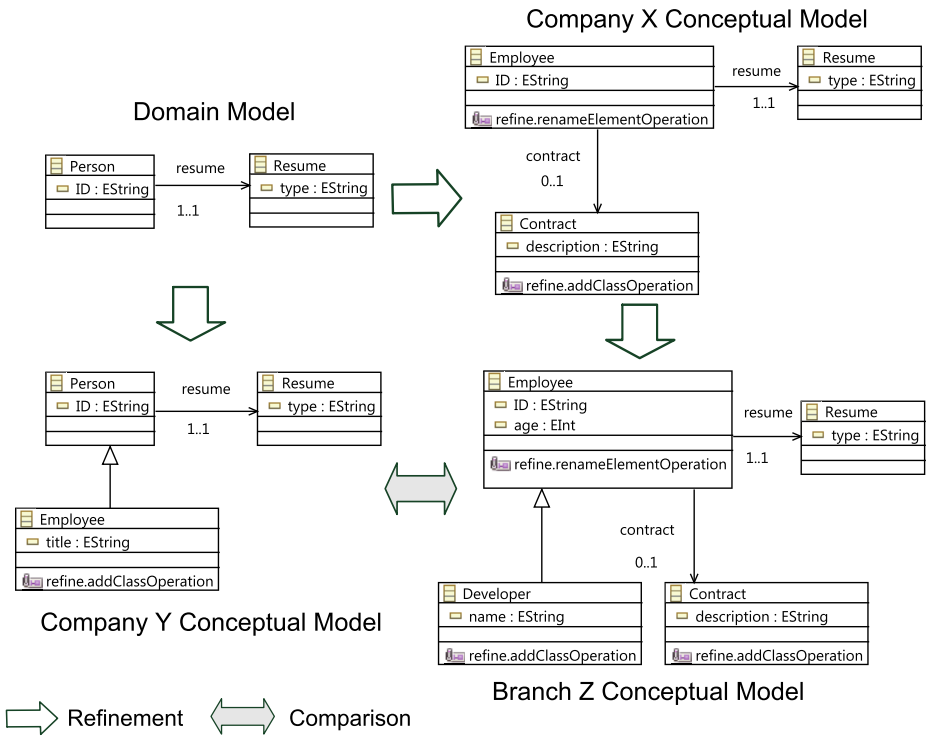 Company X Conceptual Model
Employee
ID : EString
refine.renameElementOperation
resume
1..1
Resume
type : EString
contract
0..1
Contract
description : EString
refine.addClassOperation
Domain Model
Person
ID : EString
resume
1..1
Resume
type : EString
Person
ID : EString
resume
1..1
Resume
type : EString
Employee
title : EString
refine.addClassOperation
Company Y Conceptual Model
Employee
ID : EString
age : EInt
refine.renameElementOperation
resume
1..1
Resume
type : EString
contract
0..1
Developer
name : EString
refine.addClassOperation
Contract
description : EString
refine.addClassOperation
Branch Z Conceptual Model
Refinement
Comparison